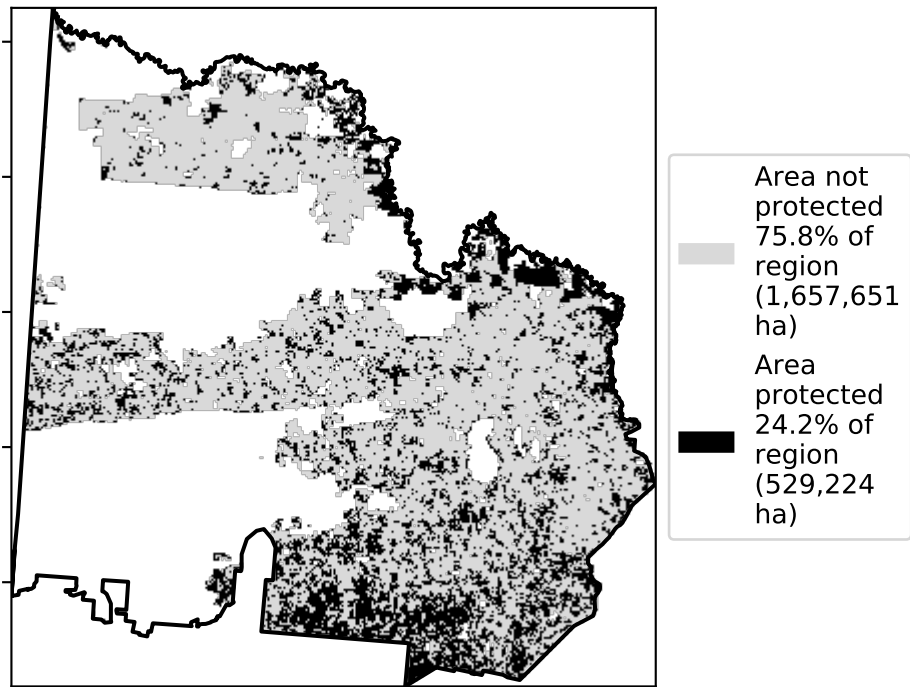 Area not
protected
75.8% of
region
(1,657,651
ha)
Area
protected
24.2% of
region
(529,224
ha)